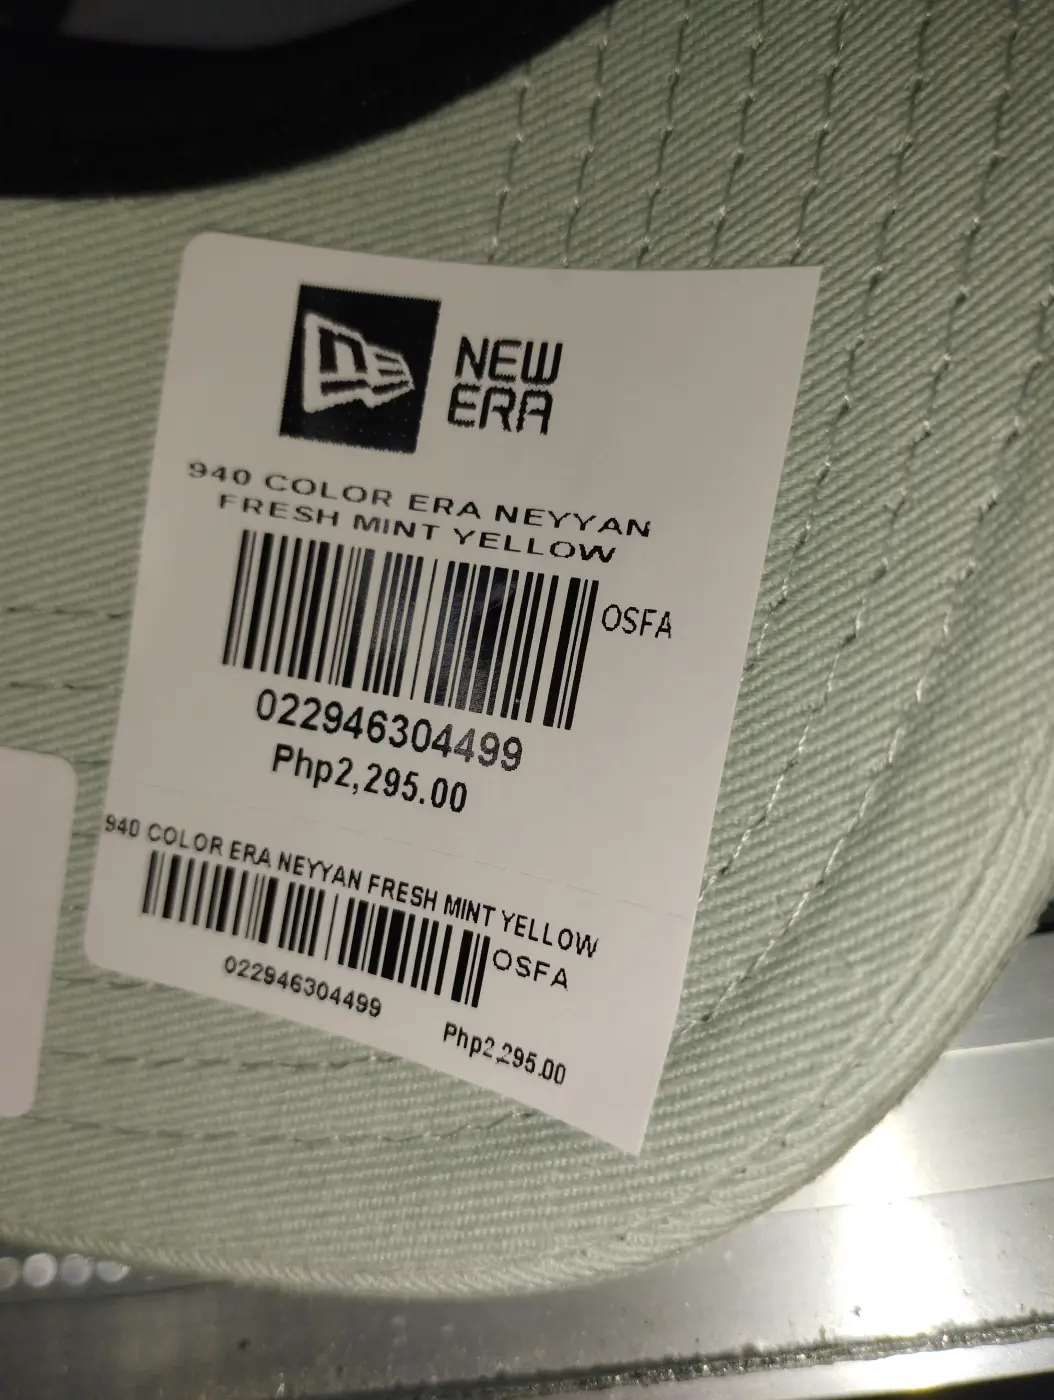 NE
NEW
ERA
940 COLOR ERA NEYYAN
FRESH MINT YELLOW
OSFA
022946304499
Php2,295.00
940 COLOR ERA NEYYAN FRESH MINT YELLOW
OSFA
022946304499
Php2,295.00